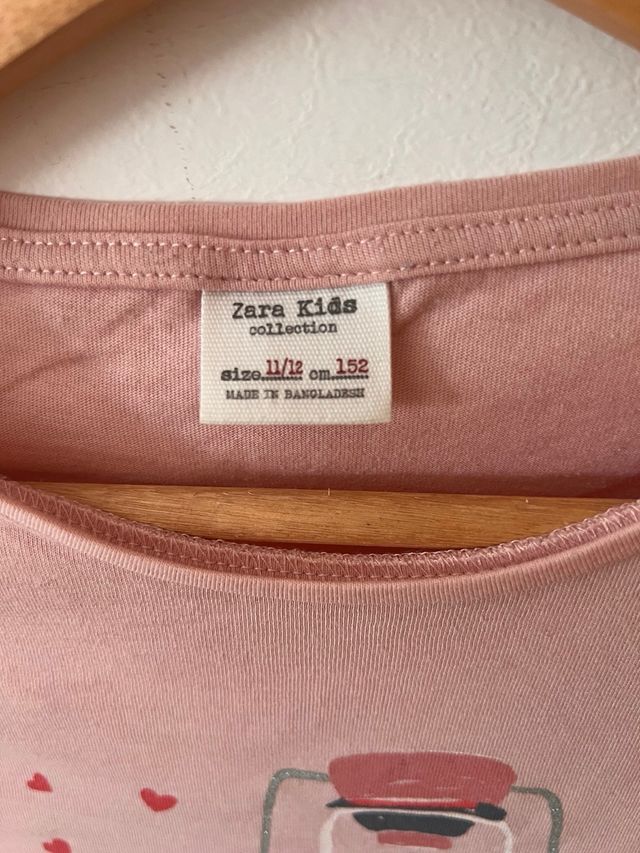 Zara Kids
collection
size 11/12 cm 152
MADE IN BANGLADESH